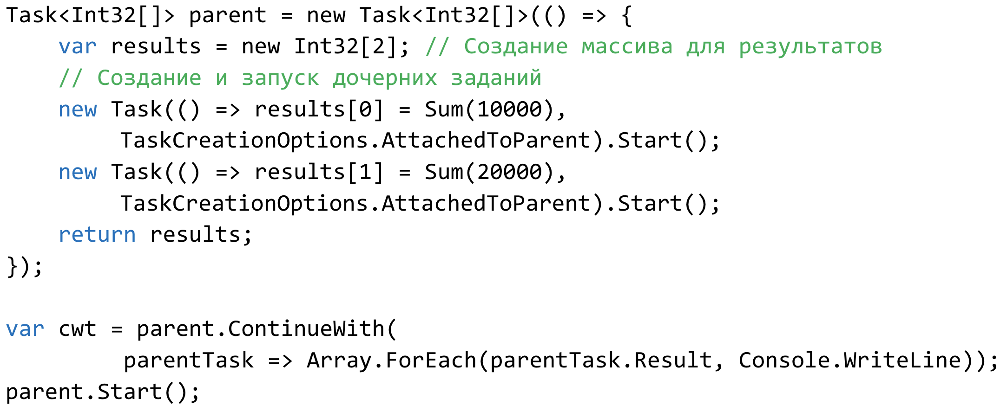 Task<Int32[]> parent = new Task<Int32[]>(() => {
    var results = new Int32[2]; // Создание массива для результатов
    // Создание и запуск дочерних заданий
    new Task(() => results[0] = Sum(10000),
         TaskCreationOptions.AttachedToParent).Start();
    new Task(() => results[1] = Sum(20000),
         TaskCreationOptions.AttachedToParent).Start();
    return results;
});

var cwt = parent.ContinueWith(
         parentTask => Array.ForEach(parentTask.Result, Console.WriteLine));
parent.Start();